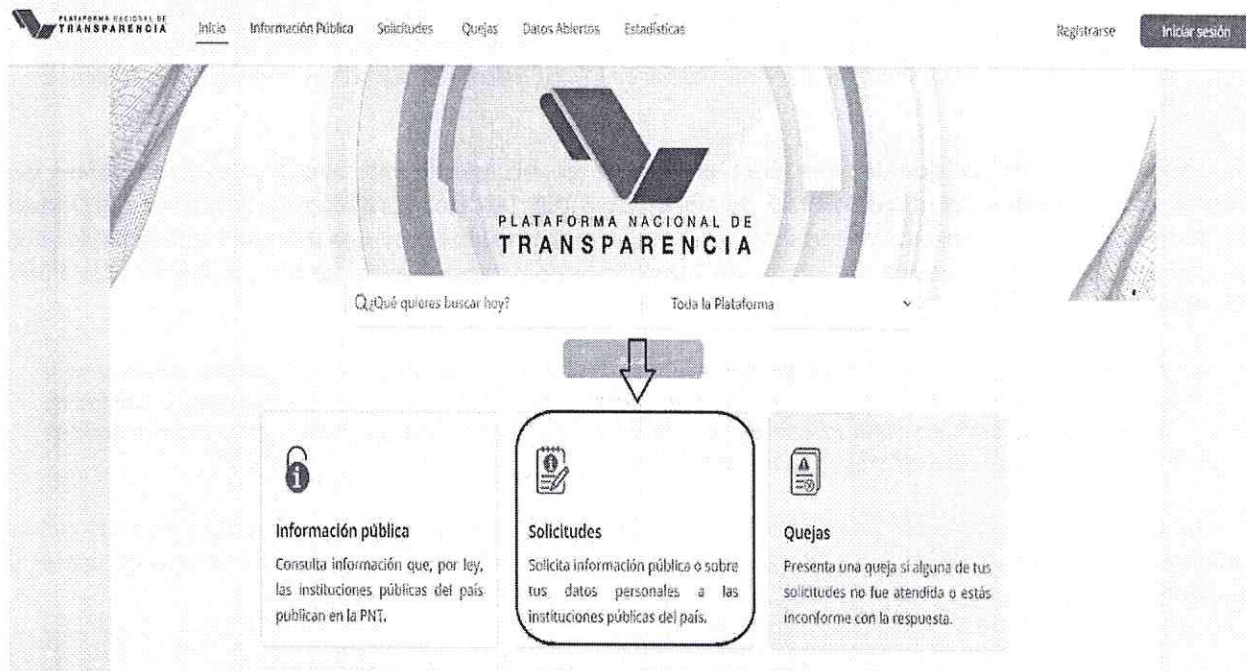 PLATAFORMA NACIONAL DE
TRANSPARENCIA
Inicio
Información Pública
Solicitudes
Quejas
Datos Abiertos
Estadísticas
Registrarse
Iniciar sesión
PLATAFORMA NACIONAL DE
TRANSPARENCIA
¿Qué quieres buscar hoy?
Toda la Plataforma
Información pública
Consulta información que, por ley,
las instituciones públicas del país
publican en la PNT.
Solicitudes
Solicita información pública o sobre
tus datos personales a las
instituciones públicas del país.
Quejas
Presenta una queja si alguna de tus
solicitudes no fue atendida o estás
inconforme con la respuesta.